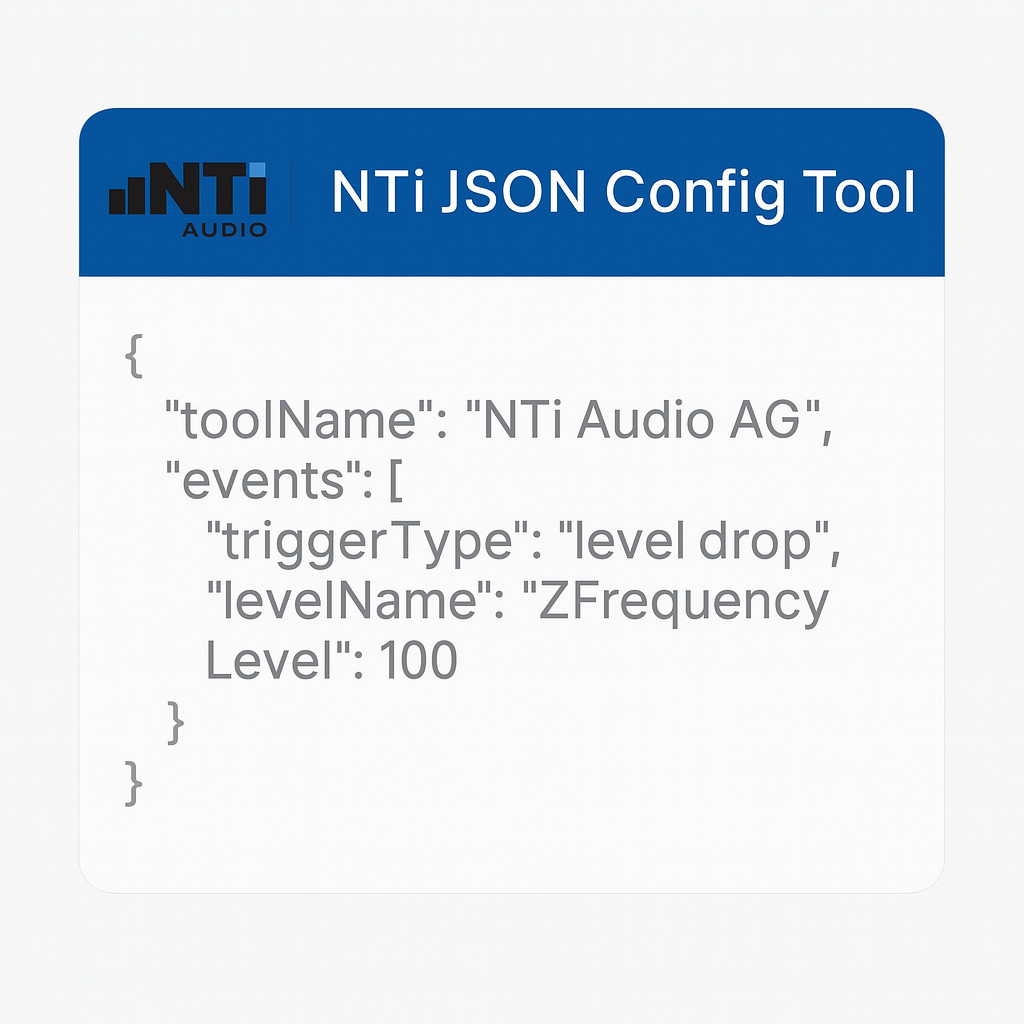 NTi
AUDIO
NTi JSON Config Tool
{
"toolName": "NTi Audio AG",
"events": [
"triggerType": "level drop",
"levelName": "ZFrequency
Level": 100
}
}